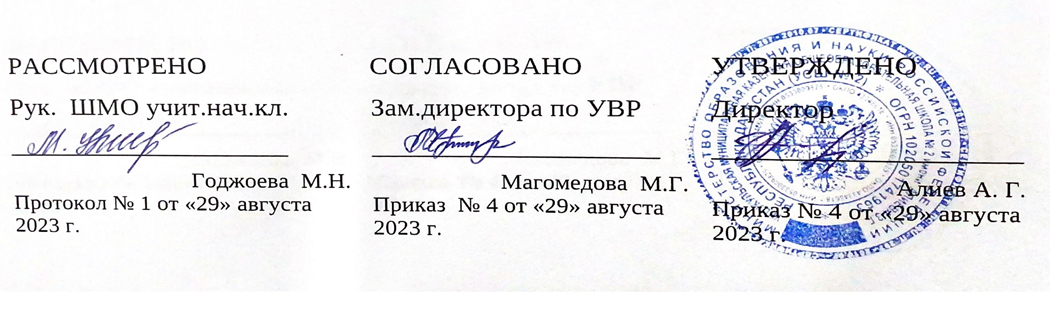 РАССМОТРЕНО
Рук. ШМО учит.нач.кл.
Годжоева М.Н.
Протокол № 1 от «29» августа
2023 г.
СОГЛАСОВАНО
Зам.директора по УВР
Магомедова М.Г.
Приказ № 4 от «29» августа
2023 г.
УТВЕРЖДЕНО
Директор
Алиев А. Г.
Приказ № 4 от «29» августа
2023 г.